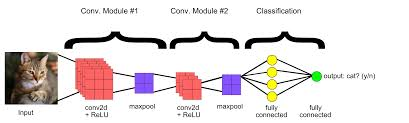 Conv. Module #1
Conv. Module #2
Classification
input
conv2d
+ ReLU
maxpool
conv2d
+ ReLU
maxpool
fully
connected
fully
connected
output: cat? (y/n)